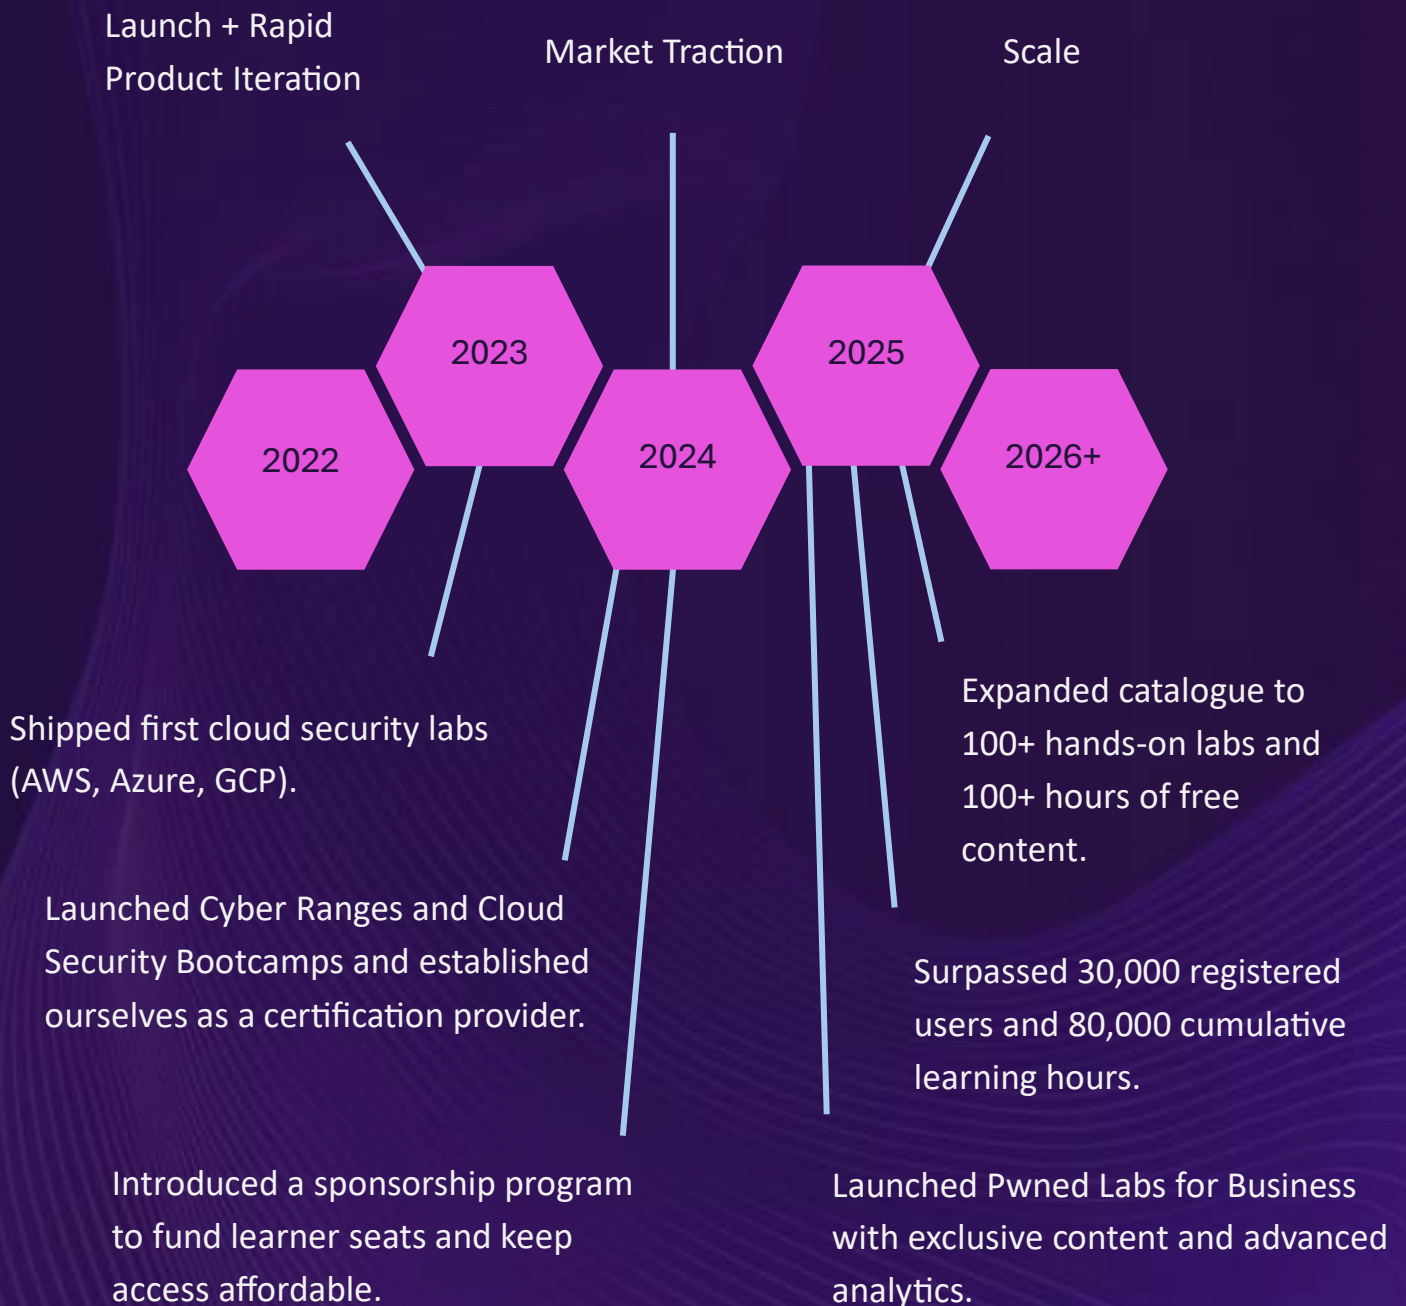 Launch + Rapid
Product Iteration
Market Traction
Scale
2023
2025
2022
2024
2026+
Shipped first cloud security labs
(AWS, Azure, GCP).
Expanded catalogue to
100+ hands-on labs and
100+ hours of free
content.
Launched Cyber Ranges and Cloud
Security Bootcamps and established
ourselves as a certification provider.
Surpassed 30,000 registered
users and 80,000 cumulative
learning hours.
Introduced a sponsorship program
to fund learner seats and keep
access affordable.
Launched Pwned Labs for Business
with exclusive content and advanced
analytics.